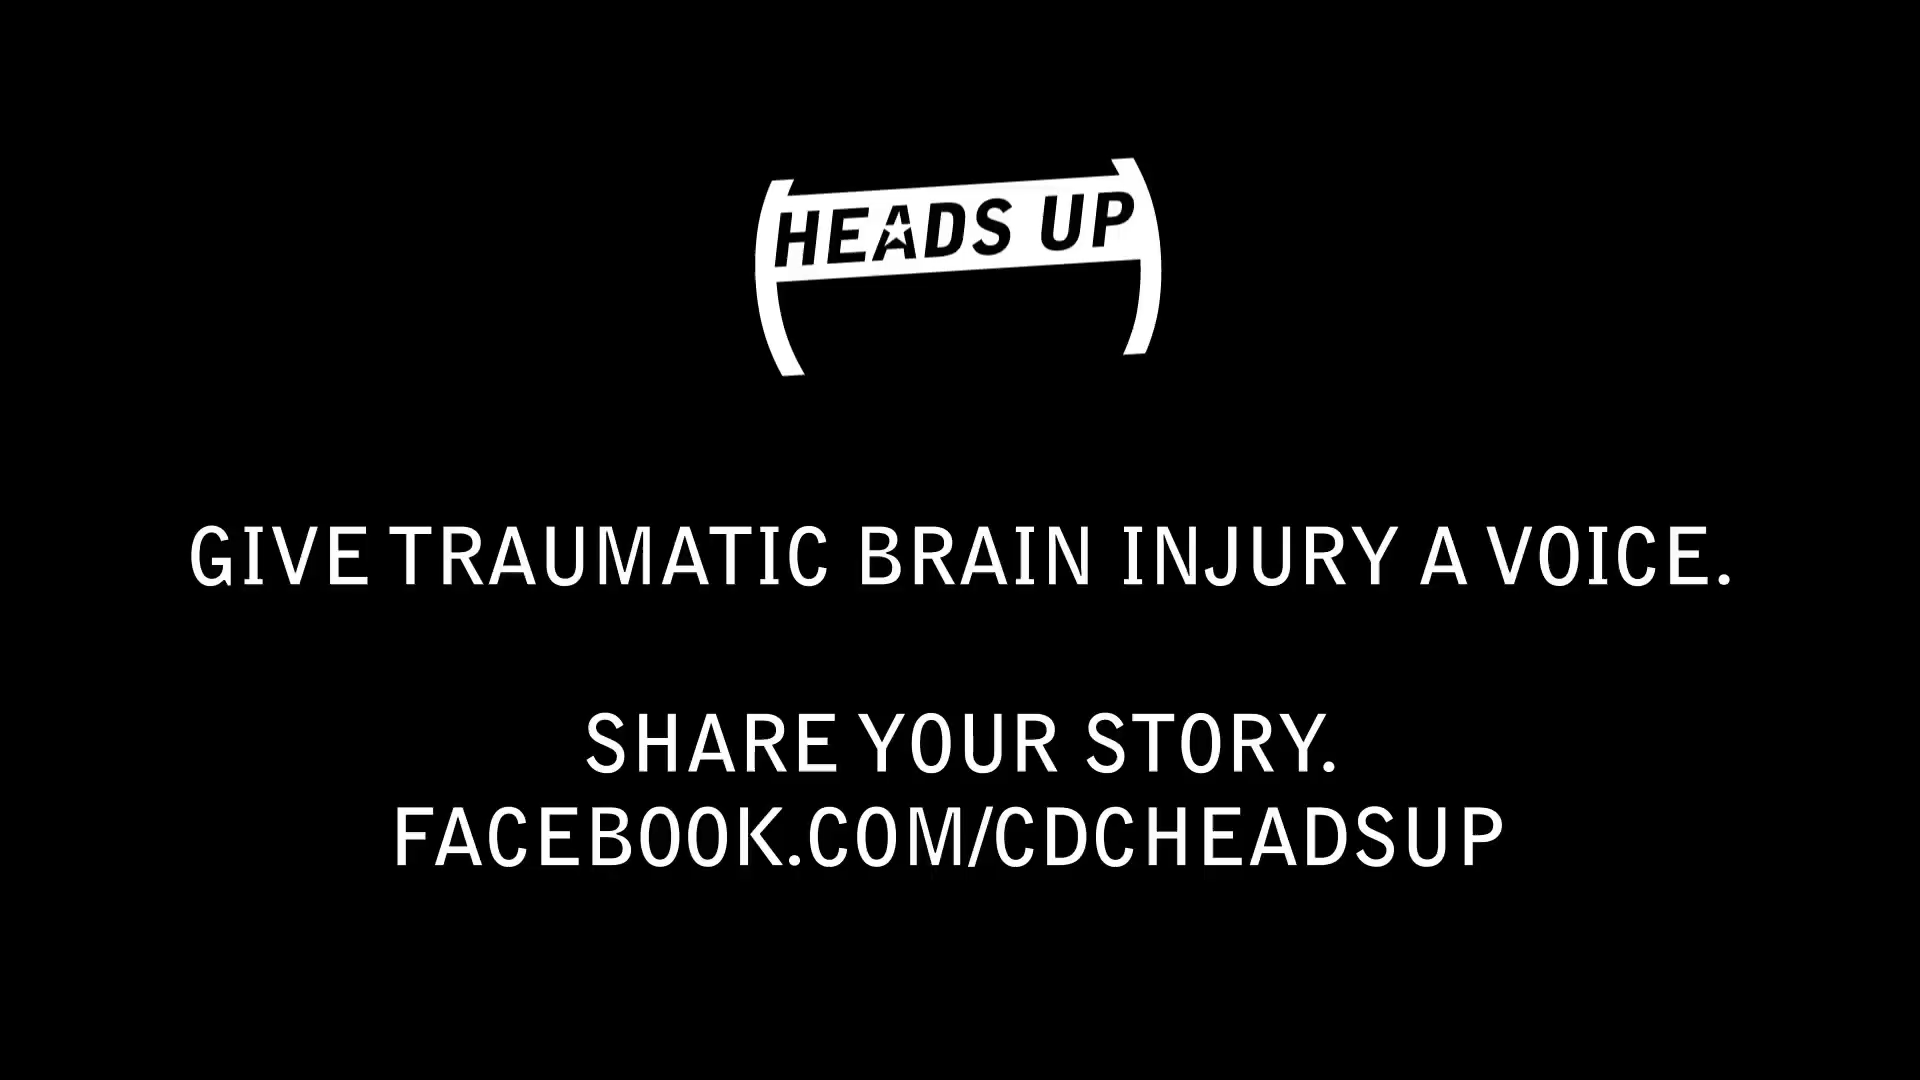 HEADS UP
GIVE TRAUMATIC BRAIN INJURY A VOICE.
SHARE YOUR STORY.
FACEBOOK.COM/CDCHEADSUP